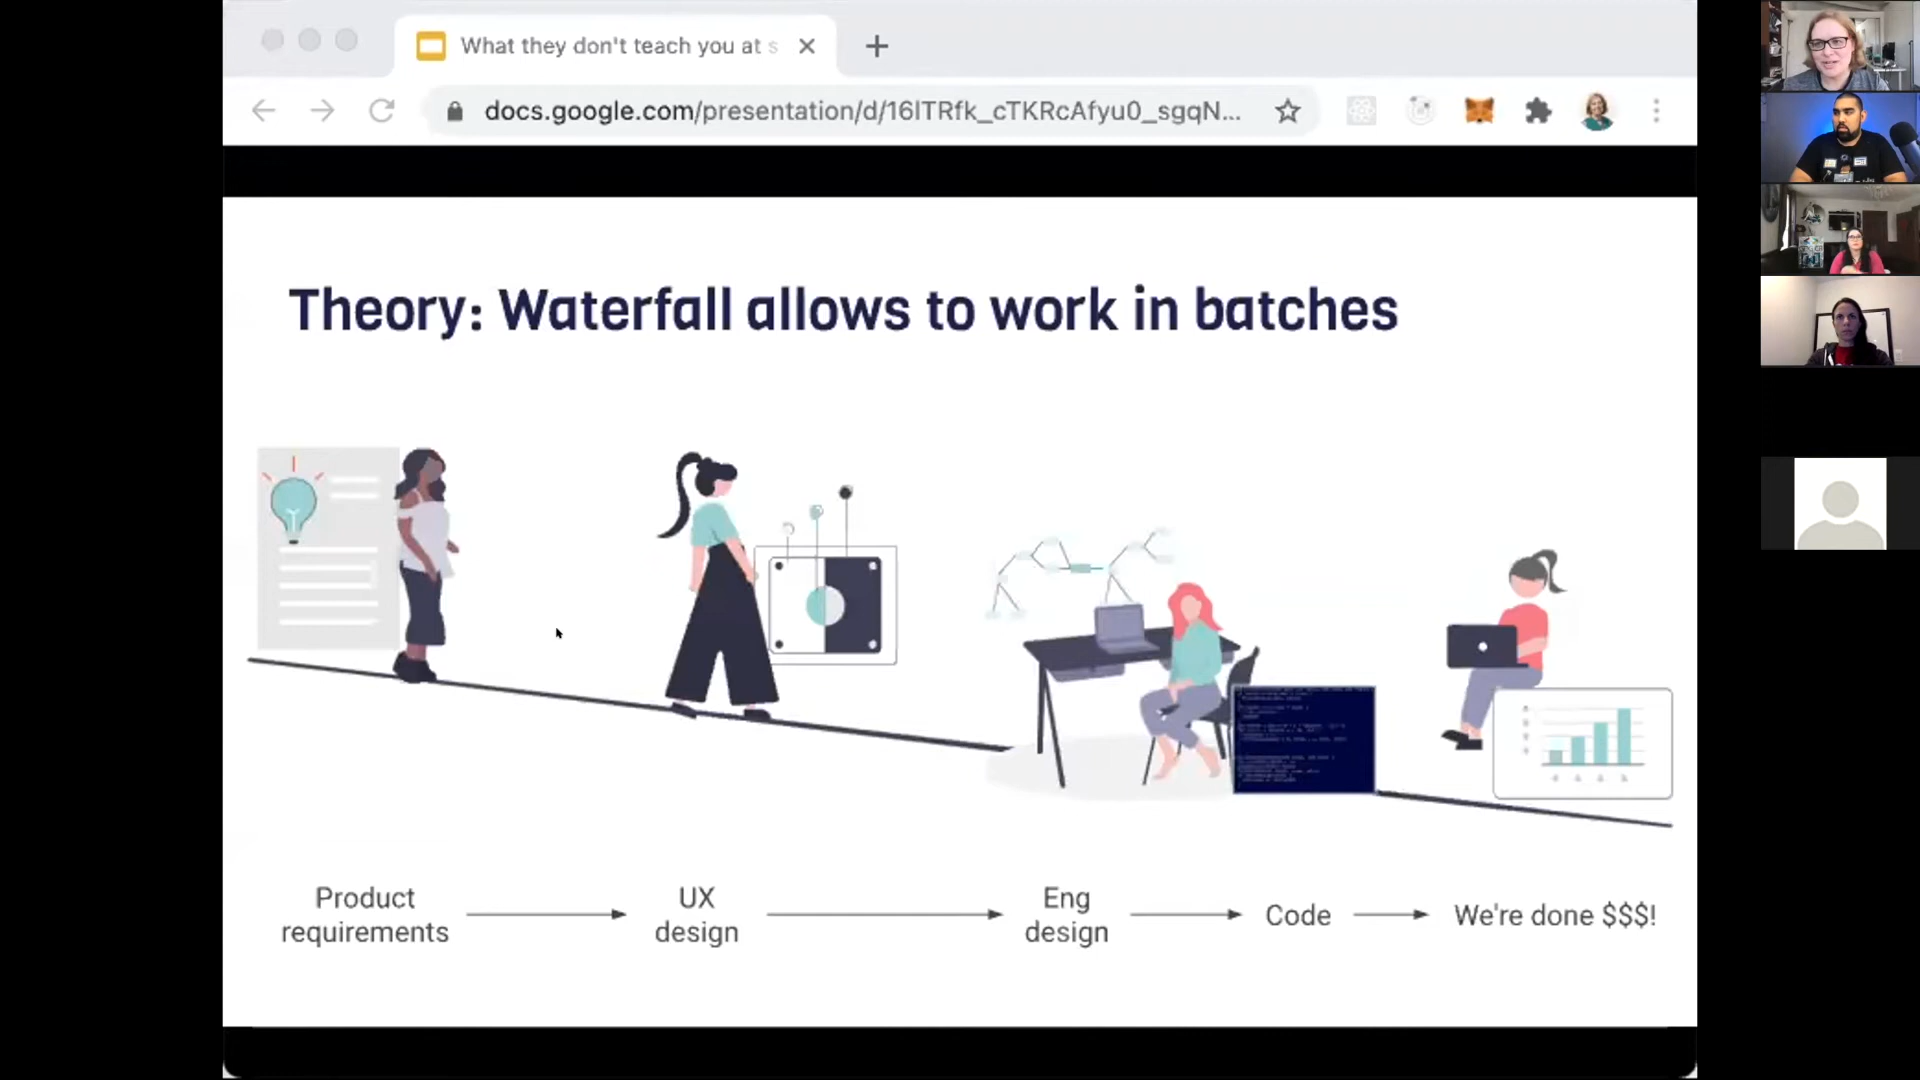 What they don't teach you at s
docs.google.com/presentation/d/16lTRfk_cTKRcAfyu0_sgqN...
Theory: Waterfall allows to work in batches
Product
requirements
UX
design
Eng
design
Code
We're done $$$!